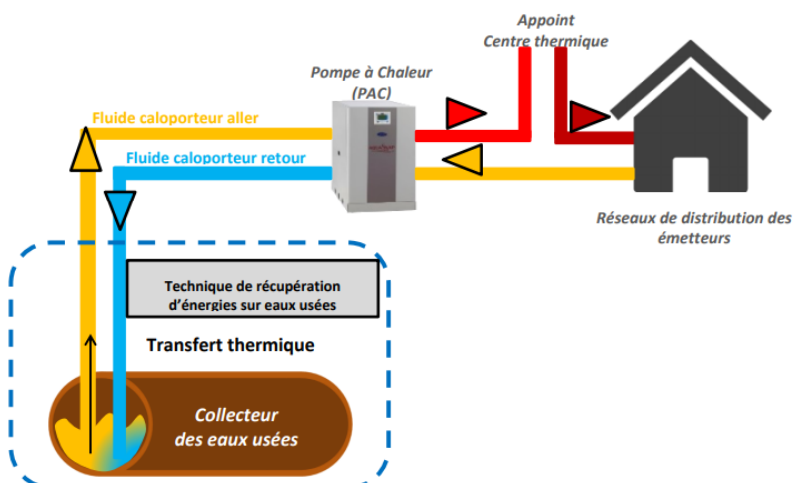 Appoint
Centre thermique
Pompe à Chaleur
(PAC)
Fluide caloporteur aller
Fluide caloporteur retour
Réseaux de distribution des
émetteurs
Technique de récupération
d'énergies sur eaux usées
Transfert thermique
Collecteur
des eaux usées